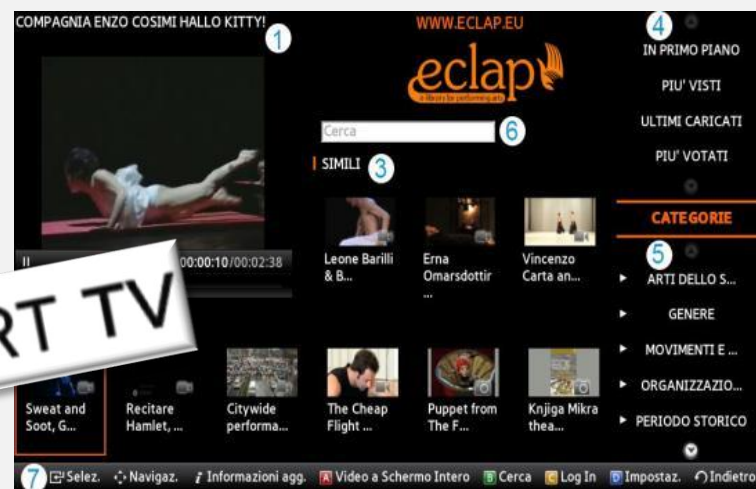 COMPAGNIA ENZO COSIMI HALLO KITTY!
1
WWW.ECLAP.EU
eclap
e-library for performing arts
Cerca
6
SIMILI
3
00:00:10/00:02:38
Leone Barilli
& B...
Erna
Omarsdottir
...
Vincenzo
Carta an...
RT TV
Sweat and
Soot, G...
Recitare
Hamlet, ...
Citywide
performa...
The Cheap
Flight ...
Puppet from
The F...
Knjiga Mikra
thea...
4
IN PRIMO PIANO
PIU' VISTI
ULTIMI CARICATI
PIU' VOTATI
CATEGORIE
5
ARTI DELLO S...
GENERE
MOVIMENTI E ...
ORGANIZZAZIO...
PERIODO STORICO
7 Selez. Navigaz. i Informazioni agg. A Video a Schermo Intero B Cerca C Log In D Impostaz. Indietro